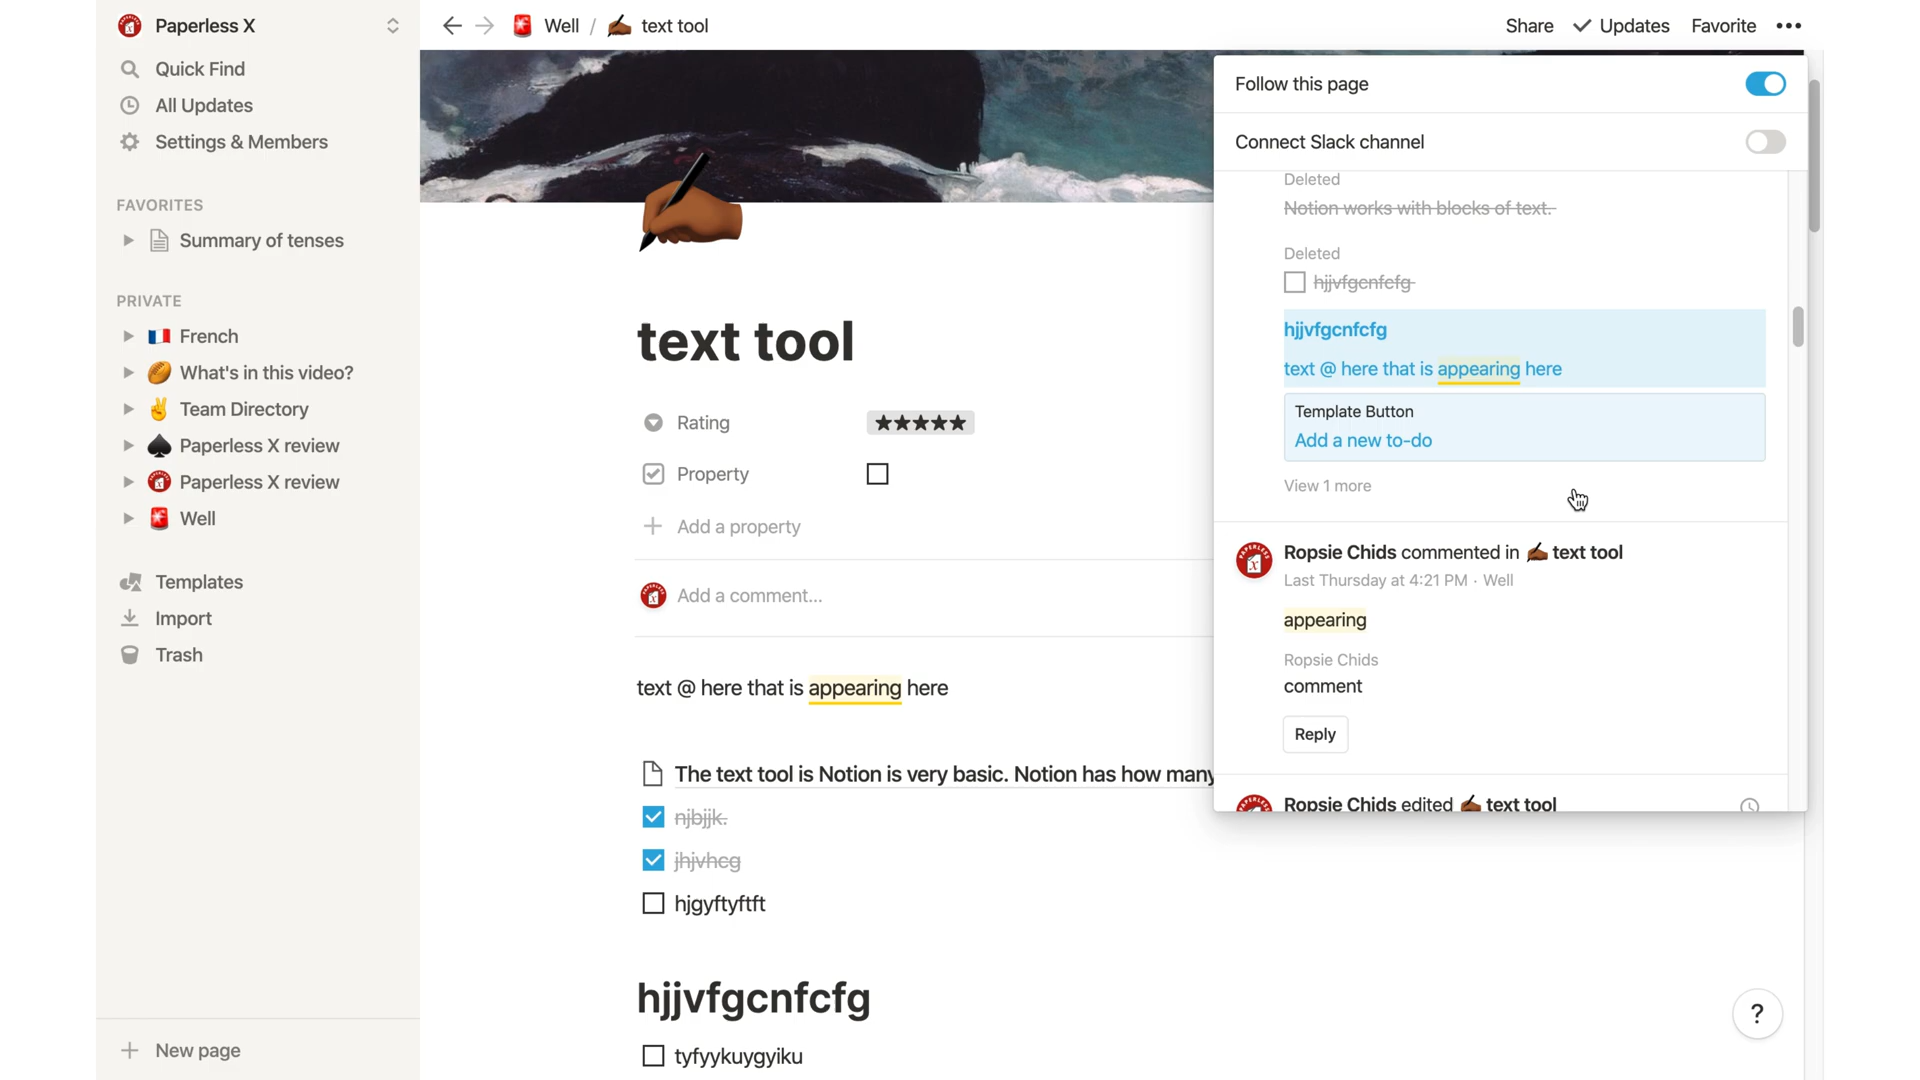 Paperless X
Quick Find
All Updates
Settings & Members
FAVORITES
Summary of tenses
PRIVATE
French
What's in this video?
Team Directory
Paperless X review
Paperless X review
Well
Templates
Import
Trash
New page
Well / text tool
Share Updates Favorite
text tool
Rating ★★★★★
Property
Add a property
Add a comment...
text @ here that is appearing here
The text tool is Notion is very basic. Notion has how many
njbjjk.
jhjvhcg
hjgyftyftft
hjjvfgcnfcfg
tyfyykuygyiku
Follow this page
Connect Slack channel
Deleted
Notion works with blocks of text.
Deleted
hjjvfgcnfcfg
hjjvfgcnfcfg
text @ here that is appearing here
Template Button
Add a new to-do
View 1 more
Ropsie Chids commented in text tool
Last Thursday at 4:21 PM · Well
appearing
Ropsie Chids
comment
Reply
Ropsie Chids edited text tool
?